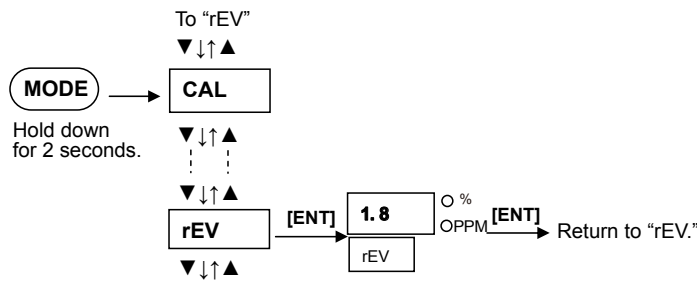 To “rEV”
▼↓↑▲
MODE
CAL
Hold down
for 2 seconds.
▼↓↑▲
▼↓↑▲
rEV
[ENT]
1. 8
%
PPM
rEV
[ENT]
Return to “rEV.”
▼↓↑▲